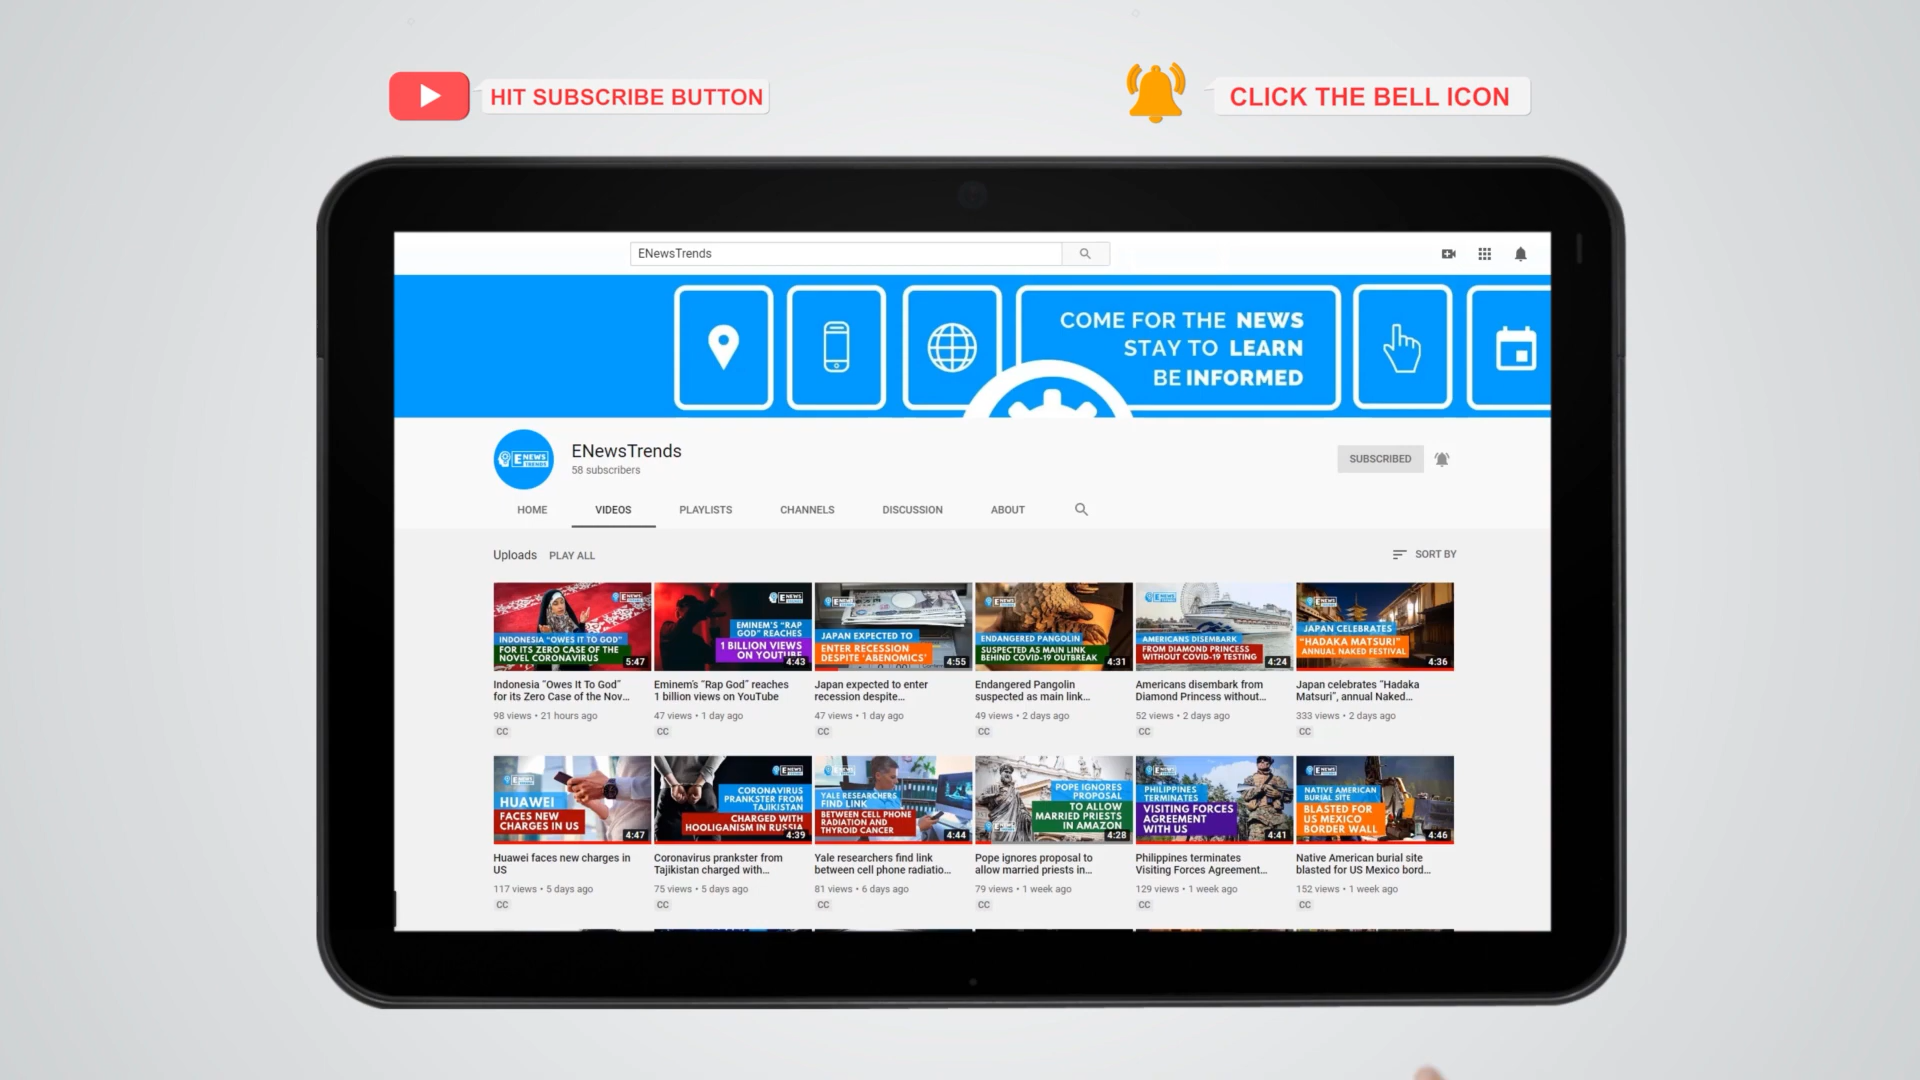 HIT SUBSCRIBE BUTTON
CLICK THE BELL ICON
ENewsTrends
COME FOR THE NEWS
STAY TO LEARN
BE INFORMED
E NEWS
TRENDS
ENewsTrends
58 subscribers
SUBSCRIBED
HOME VIDEOS PLAYLISTS CHANNELS DISCUSSION ABOUT
Uploads PLAY ALL
SORT BY
INDONESIA "OWES IT TO GOD"
FOR ITS ZERO CASE OF THE
NOVEL CORONAVIRUS
5:47
EMINEM'S "RAP
GOD" REACHES
1 BILLION VIEWS
ON YOUTUBE
4:43
JAPAN EXPECTED TO
ENTER RECESSION
DESPITE 'ABENOMICS'
4:55
ENDANGERED PANGOLIN
SUSPECTED AS MAIN LINK
BEHIND COVID-19 OUTBREAK
4:31
AMERICANS DISEMBARK
FROM DIAMOND PRINCESS
WITHOUT COVID-19 TESTING
4:24
JAPAN CELEBRATES
"HADAKA MATSURI"
ANNUAL NAKED FESTIVAL
4:36
Indonesia "Owes It To God"
for its Zero Case of the Nov...
98 views • 21 hours ago
CC
Eminem's "Rap God" reaches
1 billion views on YouTube
47 views • 1 day ago
CC
Japan expected to enter
recession despite...
47 views • 1 day ago
CC
Endangered Pangolin
suspected as main link...
49 views • 2 days ago
CC
Americans disembark from
Diamond Princess without...
52 views • 2 days ago
CC
Japan celebrates "Hadaka
Matsuri", annual Naked...
333 views • 2 days ago
CC
HUAWEI
FACES NEW
CHARGES IN US
4:47
CORONAVIRUS
PRANKSTER FROM
TAJIKISTAN
CHARGED WITH
HOOLIGANISM IN RUSSIA
4:39
YALE RESEARCHERS
FIND LINK
BETWEEN CELL PHONE
RADIATION AND
THYROID CANCER
4:44
POPE IGNORES
PROPOSAL
TO ALLOW
MARRIED PRIESTS
IN AMAZON
4:28
PHILIPPINES
TERMINATES
VISITING FORCES
AGREEMENT
WITH US
4:41
NATIVE AMERICAN
BURIAL SITE
BLASTED FOR
US MEXICO
BORDER WALL
4:46
Huawei faces new charges in
US
117 views • 5 days ago
CC
Coronavirus prankster from
Tajikistan charged with...
75 views • 5 days ago
CC
Yale researchers find link
between cell phone radiatio...
81 views • 6 days ago
CC
Pope ignores proposal to
allow married priests in...
79 views • 1 week ago
CC
Philippines terminates
Visiting Forces Agreement...
129 views • 1 week ago
CC
Native American burial site
blasted for US Mexico bord...
152 views • 1 week ago
CC